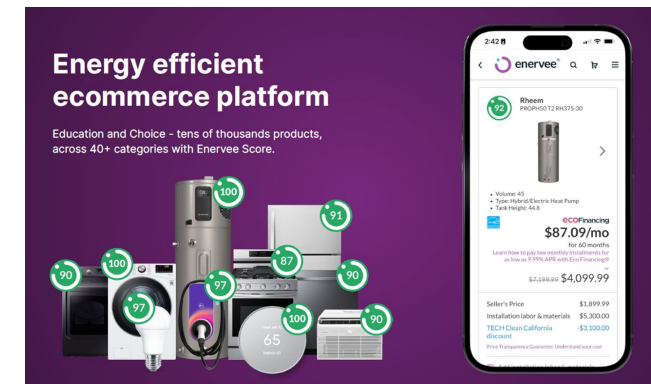 Energy efficient
ecommerce platform
Education and Choice - tens of thousands products,
across 40+ categories with Enervee Score.
100
91
87
100
90
97
90
97
65
100
90
2:42
enervee
92
Rheem
PROPH50 T2 RH375-30
• Volume: 45
• Type: Hybrid/Electric Heat Pump
• Tank Height: 44.8
ecoFinancing
$87.09/mo
for 60 months
Learn how to pay low monthly installments for
as low as 9.99% APR with Eco Financing®
or
$7,199.99 $4,099.99
Seller's Price $1,899.99
Installation labor & materials $5,300.00
TECH Clean California
discount -$3,100.00
Price Transparency Guarantee: Understand your cost